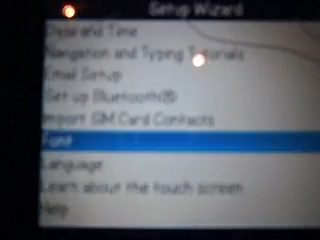 Setup Wizard
Date and Time
Navigation and Typing Tutorials
Email Setup
Set up Bluetooth®
Import SIM Card Contacts
Font
Language
Learn about the touch screen
Help